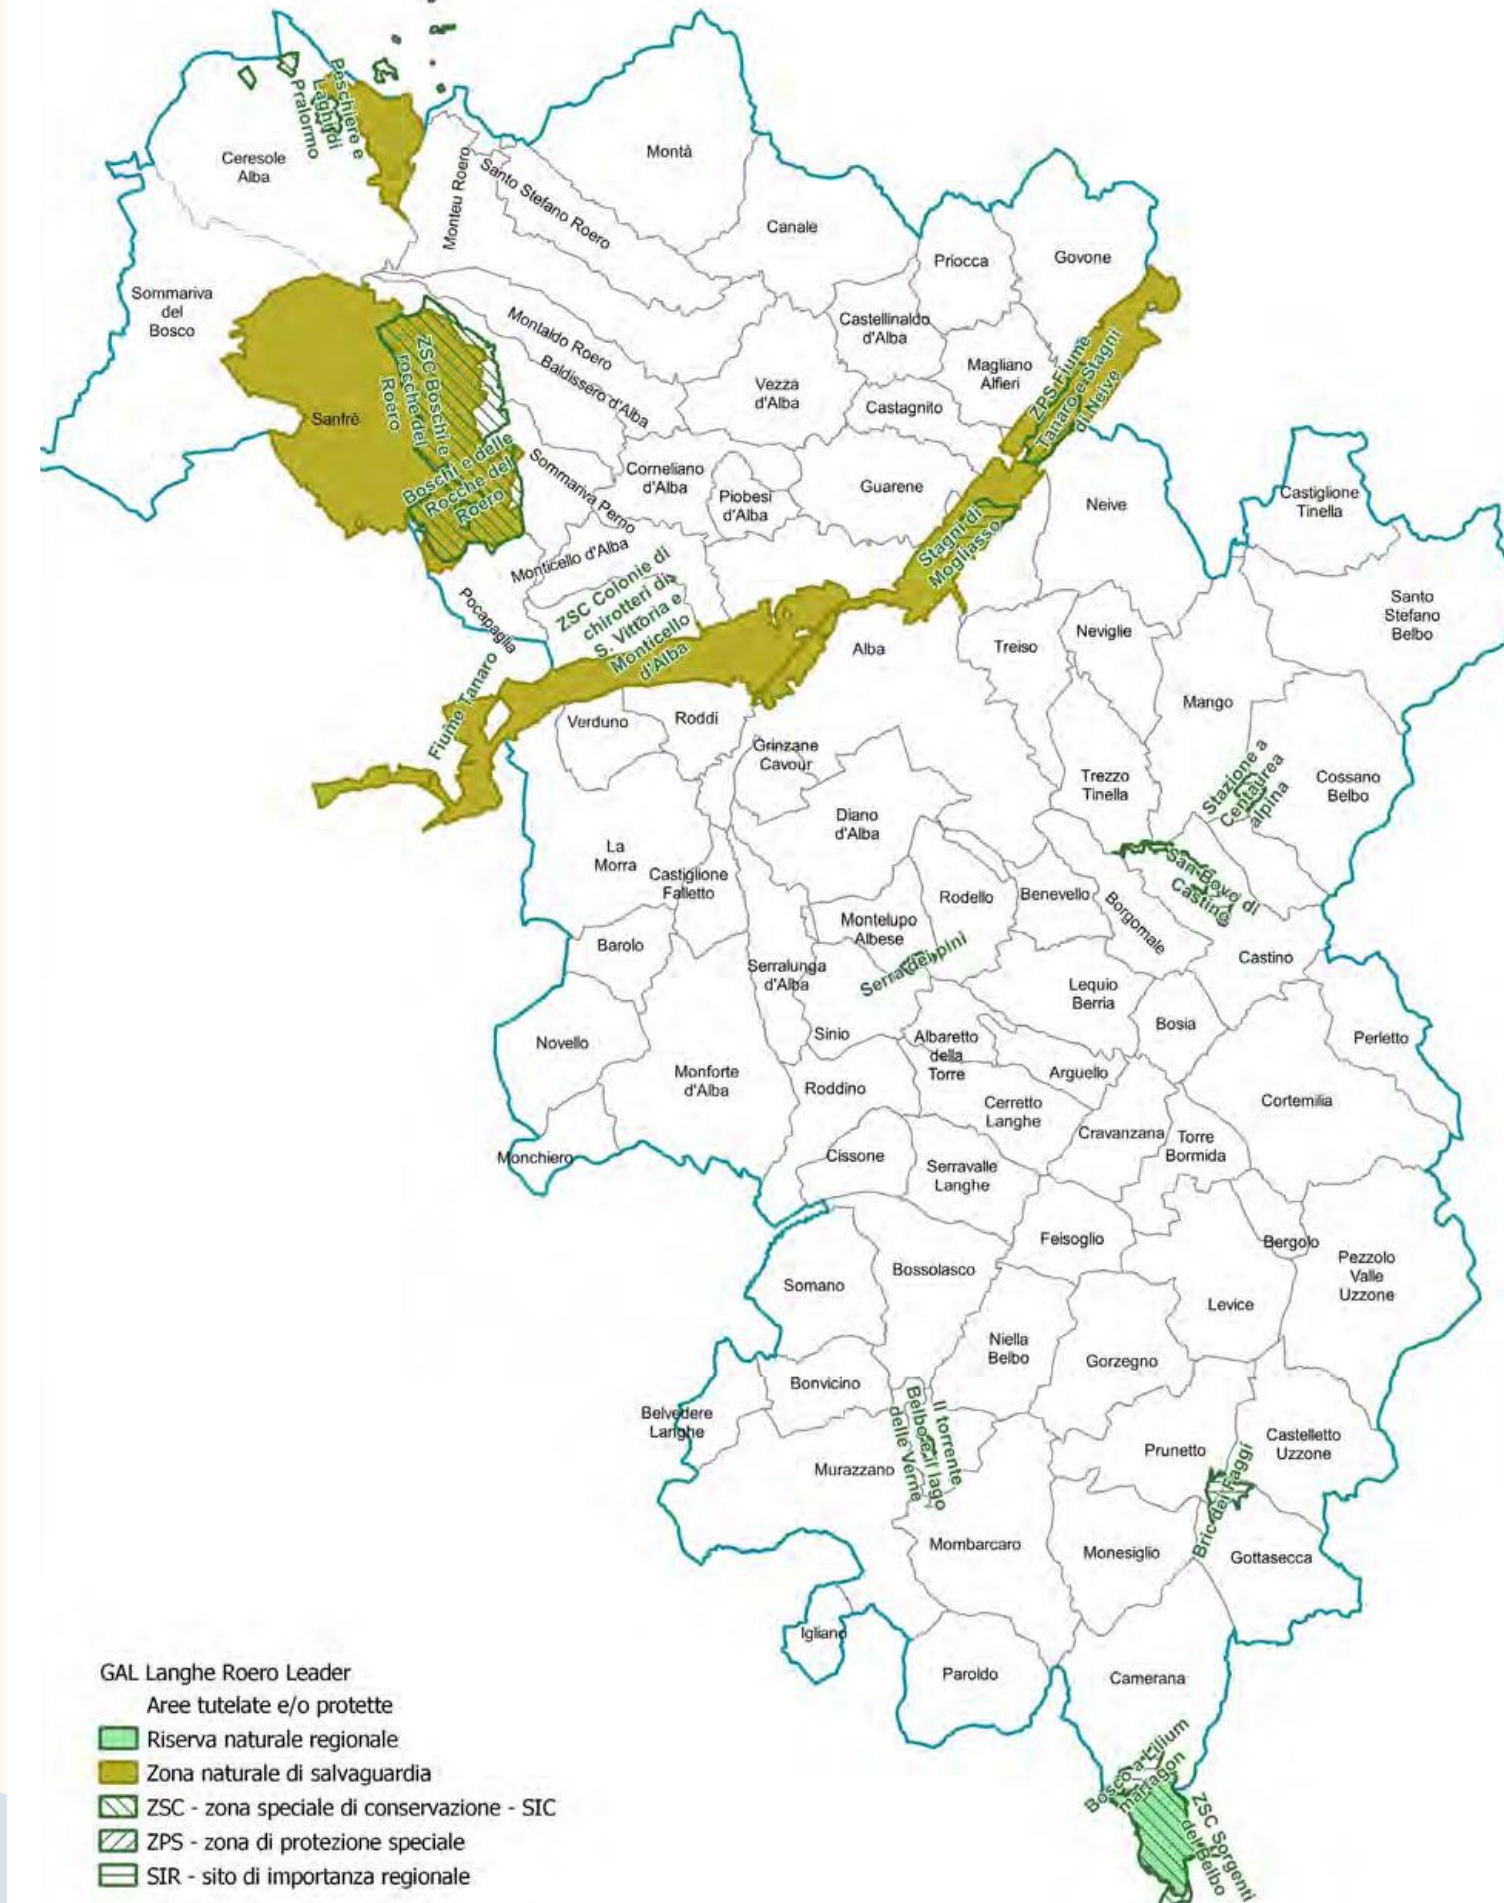 Peschiere e
Laghi di
Pralormo
Ceresole
Alba
Monteu Roero
Santo Stefano Roero
Montà
Canale
Priocca
Govone
Sommariva
del
Bosco
Montaldo Roero
Baldissero d'Alba
Castellinaldo
d'Alba
Magliano
Alfieri
ZPS Fiume
Tanaro e Stagni
di Neive
Vezza
d'Alba
Castagnito
Sanfrè
ZSC Boschi e
rocche del
Roero
Boschi e delle
Rocche del
Roero
Sommariva Perno
Corneliano
d'Alba
Piobesi
d'Alba
Guarene
Neive
Castiglione
Tinella
Stagni di
Mogliasso
Monticello d'Alba
ZSC Colonie di
chirotteri di
S. Vittoria e
Monticello
d'Alba
Pocapaglia
Santo
Stefano
Belbo
Alba
Treiso
Neviglie
Fiume Tanaro
Verduno
Roddi
Mango
Grinzane
Cavour
Trezzo
Tinella
Stazione a
Centaurea
alpina
Cossano
Belbo
Diano
d'Alba
La
Morra
Castiglione
Falletto
San Bovo di
Castino
Rodello
Benevello
Borgomale
Montelupo
Albese
Barolo
Serra dei pini
Castino
Serralunga
d'Alba
Lequio
Berria
Bosia
Sinio
Albaretto
della
Torre
Perletto
Novello
Monforte
d'Alba
Roddino
Arguello
Cerretto
Langhe
Cortemilia
Cravanzana
Torre
Bormida
Monchiero
Cissone
Serravalle
Langhe
Feisoglio
Bergolo
Pezzolo
Valle
Uzzone
Somano
Bossolasco
Levice
Niella
Belbo
Gorzegno
Bonvicino
Belvedere
Langhe
Il torrente
Belbo e il lago
delle Verne
Murazzano
Prunetto
Castelletto
Uzzone
Bric dei Faggi
Mombarcaro
Monesiglio
Gottasecca
Igliano
Paroldo
Camerana
Bosco a Lilium
martagon
ZSC Sorgenti
del Belbo
GAL Langhe Roero Leader
Aree tutelate e/o protette
Riserva naturale regionale
Zona naturale di salvaguardia
ZSC - zona speciale di conservazione - SIC
ZPS - zona di protezione speciale
SIR - sito di importanza regionale